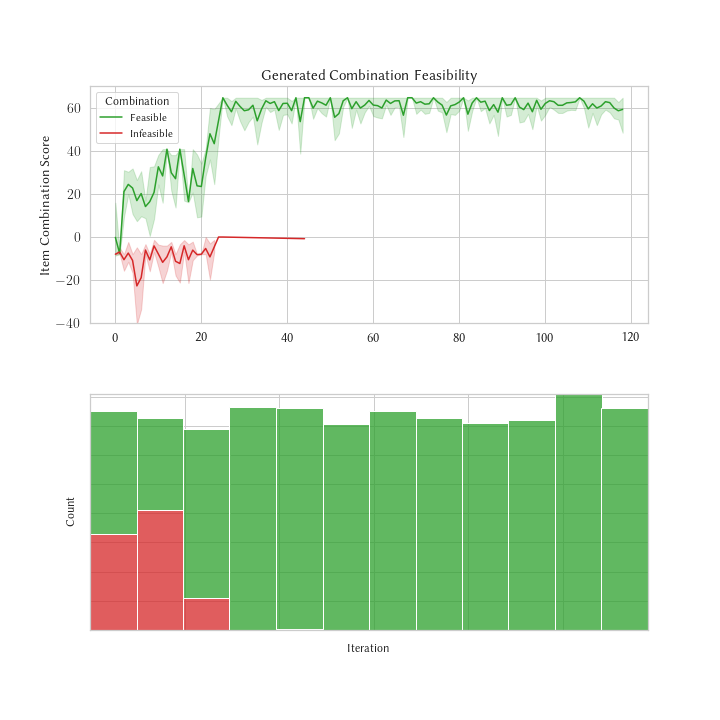 Generated Combination Feasibility
Item Combination Score
60
40
20
0
−20
−40
Combination
Feasible
Infeasible
0 20 40 60 80 100 120
Count
Iteration